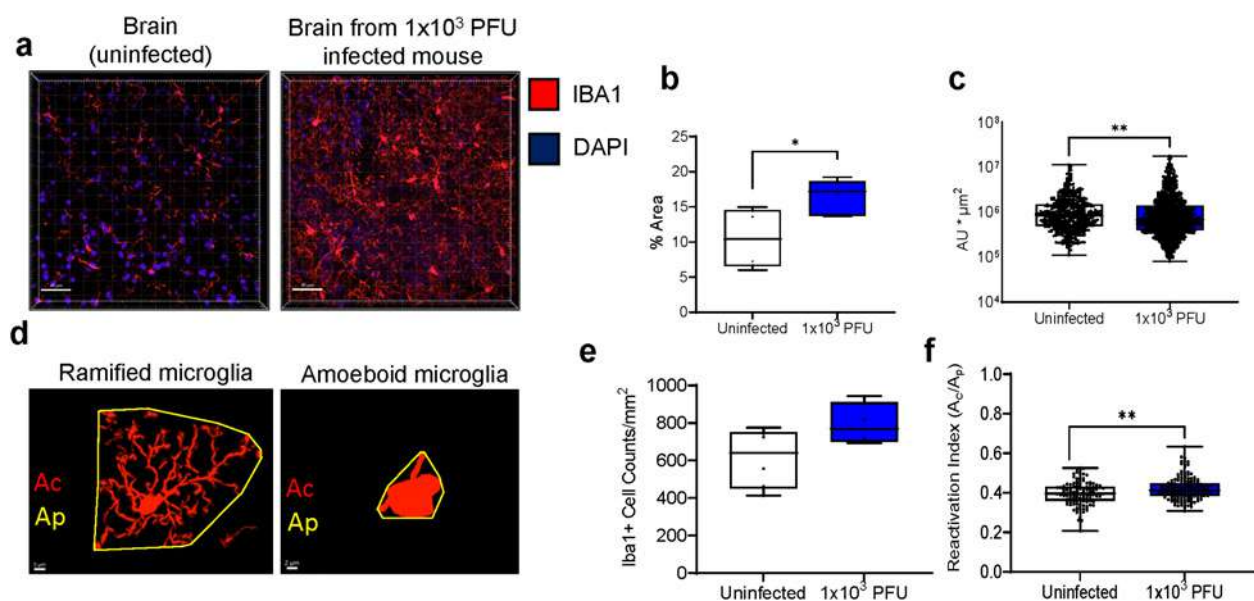 a
Brain
(uninfected)
Brain from 1x10³ PFU
infected mouse
IBA1
DAPI
b
% Area
25
20
15
10
5
0
*
Uninfected
1x10³ PFU
c
AU * µm²
10⁸
10⁷
10⁶
10⁵
10⁴
**
Uninfected
1x10³ PFU
d
Ramified microglia
Ac
Ap
Amoeboid microglia
Ac
Ap
2 µm
e
Iba1+ Cell Counts/mm²
1000
800
600
400
200
0
Uninfected
1x10³ PFU
f
Reactivation Index (Aᴄ/Aₚ)
1.0
0.8
0.6
0.4
0.2
0.0
**
Uninfected
1x10³ PFU